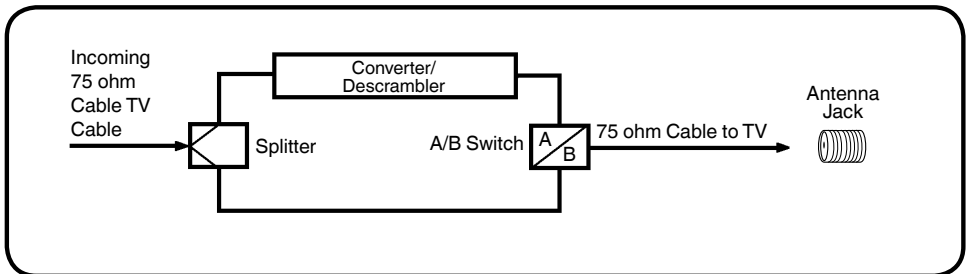 Incoming
75 ohm
Cable TV
Cable
Splitter
Converter/
Descrambler
A/B Switch
A
B
75 ohm Cable to TV
Antenna
Jack